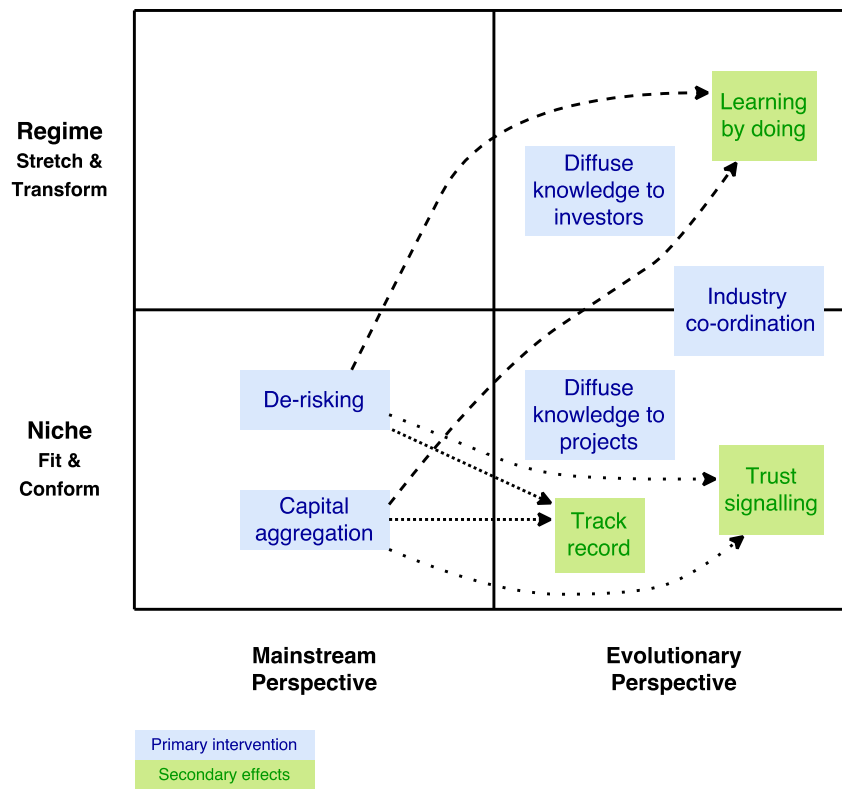 Regime
Stretch &
Transform
Learning
by doing
Diffuse
knowledge to
investors
Industry
co-ordination
Niche
Fit &
Conform
De-risking
Diffuse
knowledge to
projects
Capital
aggregation
Track
record
Trust
signalling
Mainstream
Perspective
Evolutionary
Perspective
Primary intervention
Secondary effects